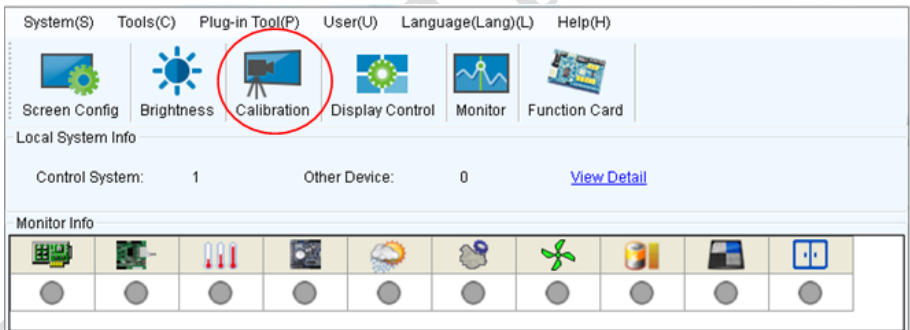 System(S) Tools(C) Plug-in Tool(P) User(U) Language(Lang)(L) Help(H)
Screen Config Brightness Calibration Display Control Monitor Function Card
Local System Info
Control System: 1 Other Device: 0 View Detail
Monitor Info